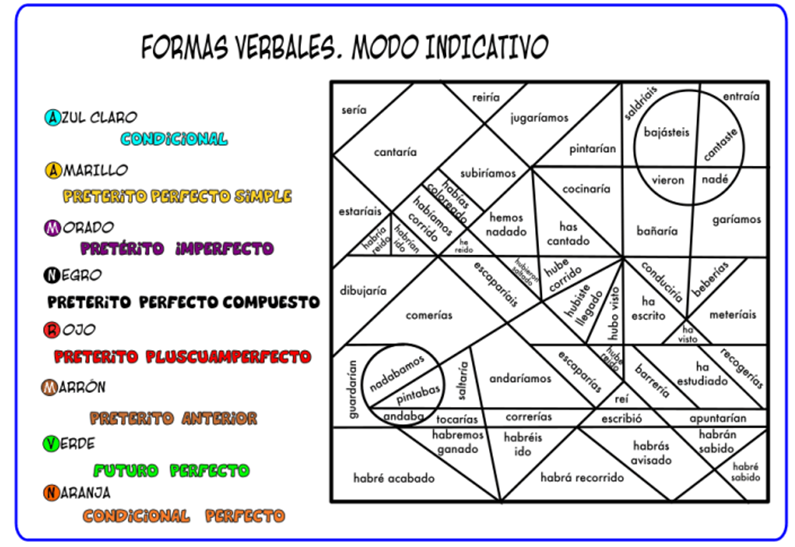 FORMAS VERBALES. MODO INDICATIVO
AZUL CLARO
CONDICIONAL
AMARILLO
PRETERITO PERFECTO SIMPLE
MORADO
PRETÉRITO IMPERFECTO
NEGRO
PRETERITO PERFECTO COMPUESTO
ROJO
PRETERITO PLUSCUAMPERFECTO
MARRÓN
PRETERITO ANTERIOR
VERDE
FUTURO PERFECTO
NARANJA
CONDICIONAL PERFECTO
sería
reiría
jugaríamos
saldríais
entraía
bajásteis
cantaste
cantaría
pintarían
subiríamos
vieron
nadé
cocinaría
habías
coloreado
habíamos
corrido
estaríais
habría
reido
habrían
ido
he
reido
hemos
nadado
has
cantado
bañaría
garíamos
dibujaría
comerías
escaparíais
hubieron
saltado
hube
corrido
hubiste
llegado
hubo visto
conduciría
beberías
ha
escrito
meteríais
ha
visto
guardarían
nadabamos
pintabas
andaba
saltaría
andaríamos
escaparías
hube
reido
barrería
ha
estudiado
recogerías
reí
tocarías
correrías
escribió
apuntarían
habremos
ganado
habréis
ido
habrás
avisado
habrán
sabido
habré acabado
habrá recorrido
habré
sabido